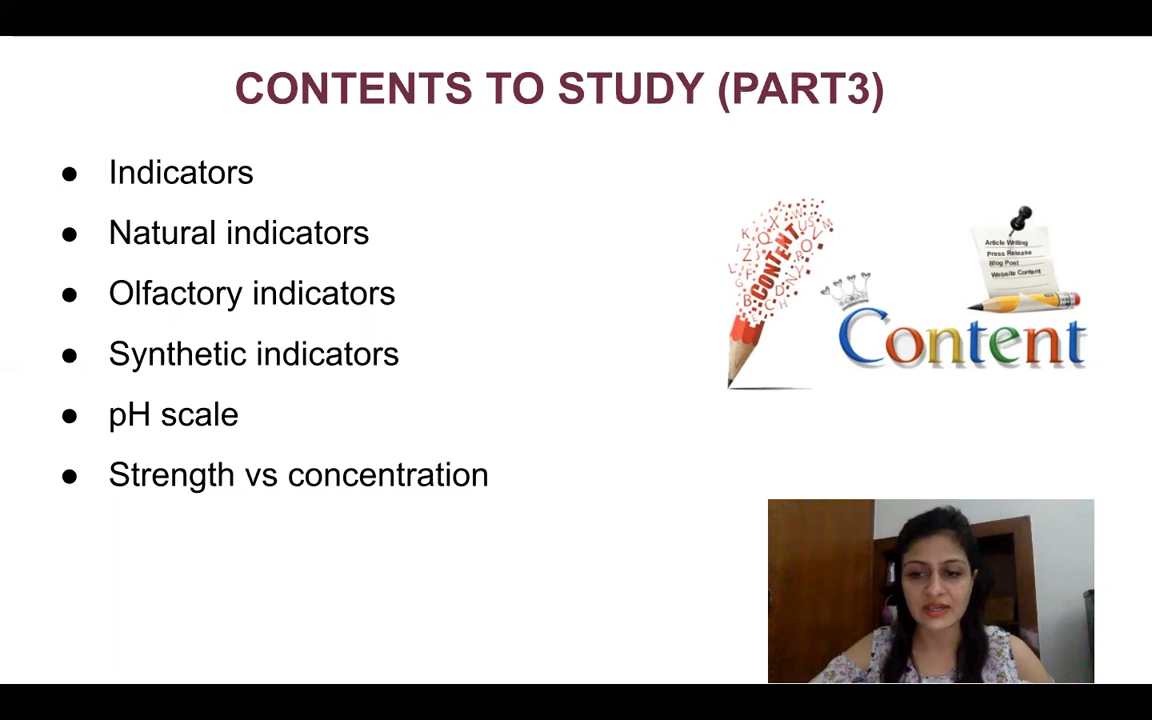 CONTENTS TO STUDY (PART3)
● Indicators
● Natural indicators
● Olfactory indicators
● Synthetic indicators
● pH scale
● Strength vs concentration
CONTENT
Article Writing
Press Release
Blog Post
Website Content
Content